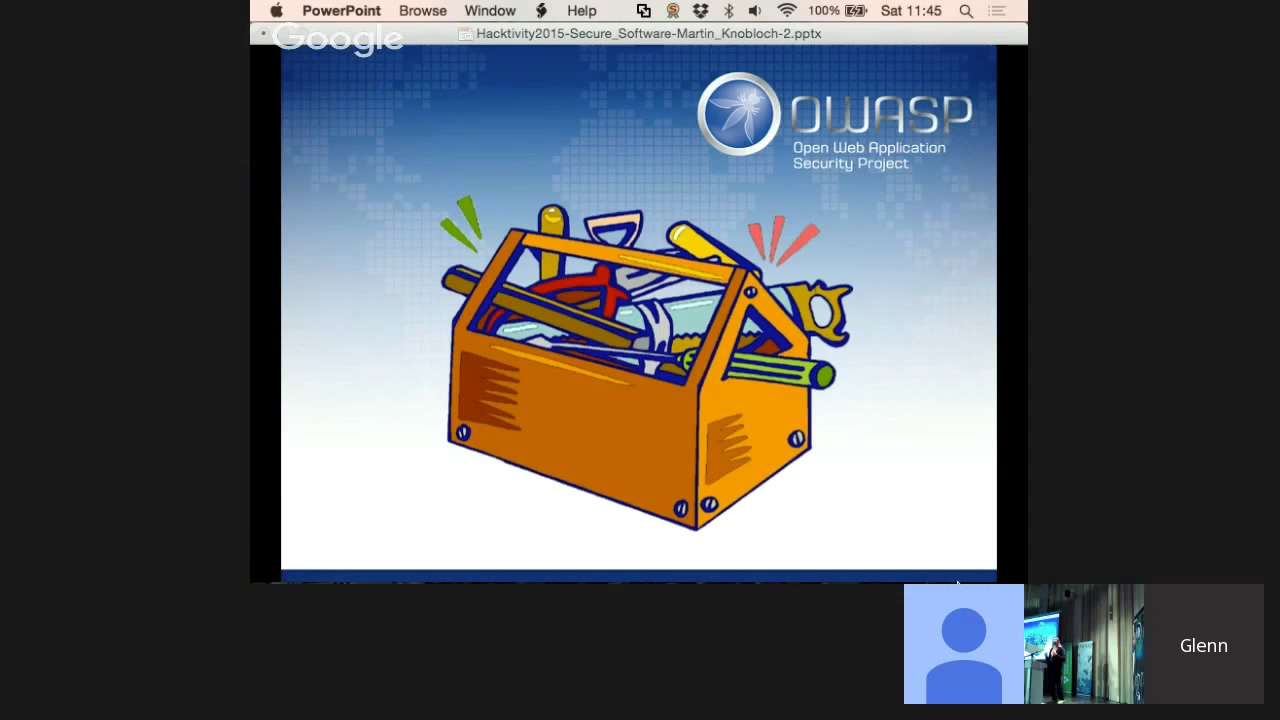 PowerPoint Browse Window Help 100% Sat 11:45
Google
Hacktivity2015-Secure_Software-Martin_Knobloch-2.pptx
OWASP
Open Web Application
Security Project
Glenn